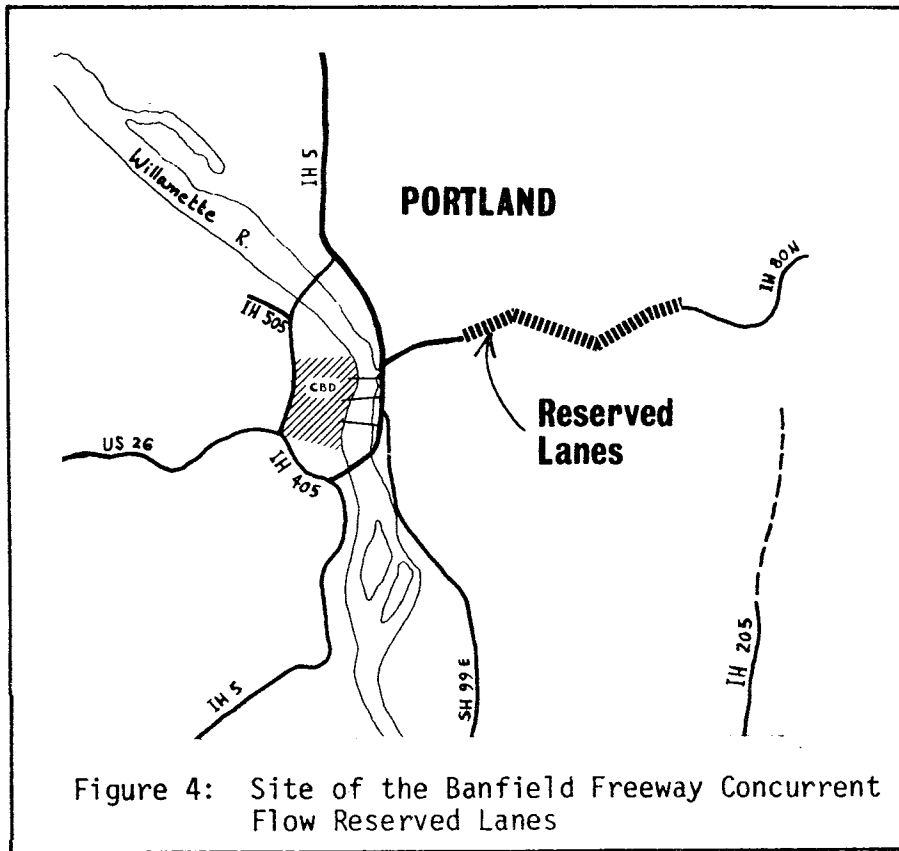 IH 5
Willamette R.
PORTLAND
IH 80N
IH 505
CBD
Reserved
Lanes
US 26
IH 405
IH 205
SH 99E
IH 5
Figure 4: Site of the Banfield Freeway Concurrent
Flow Reserved Lanes